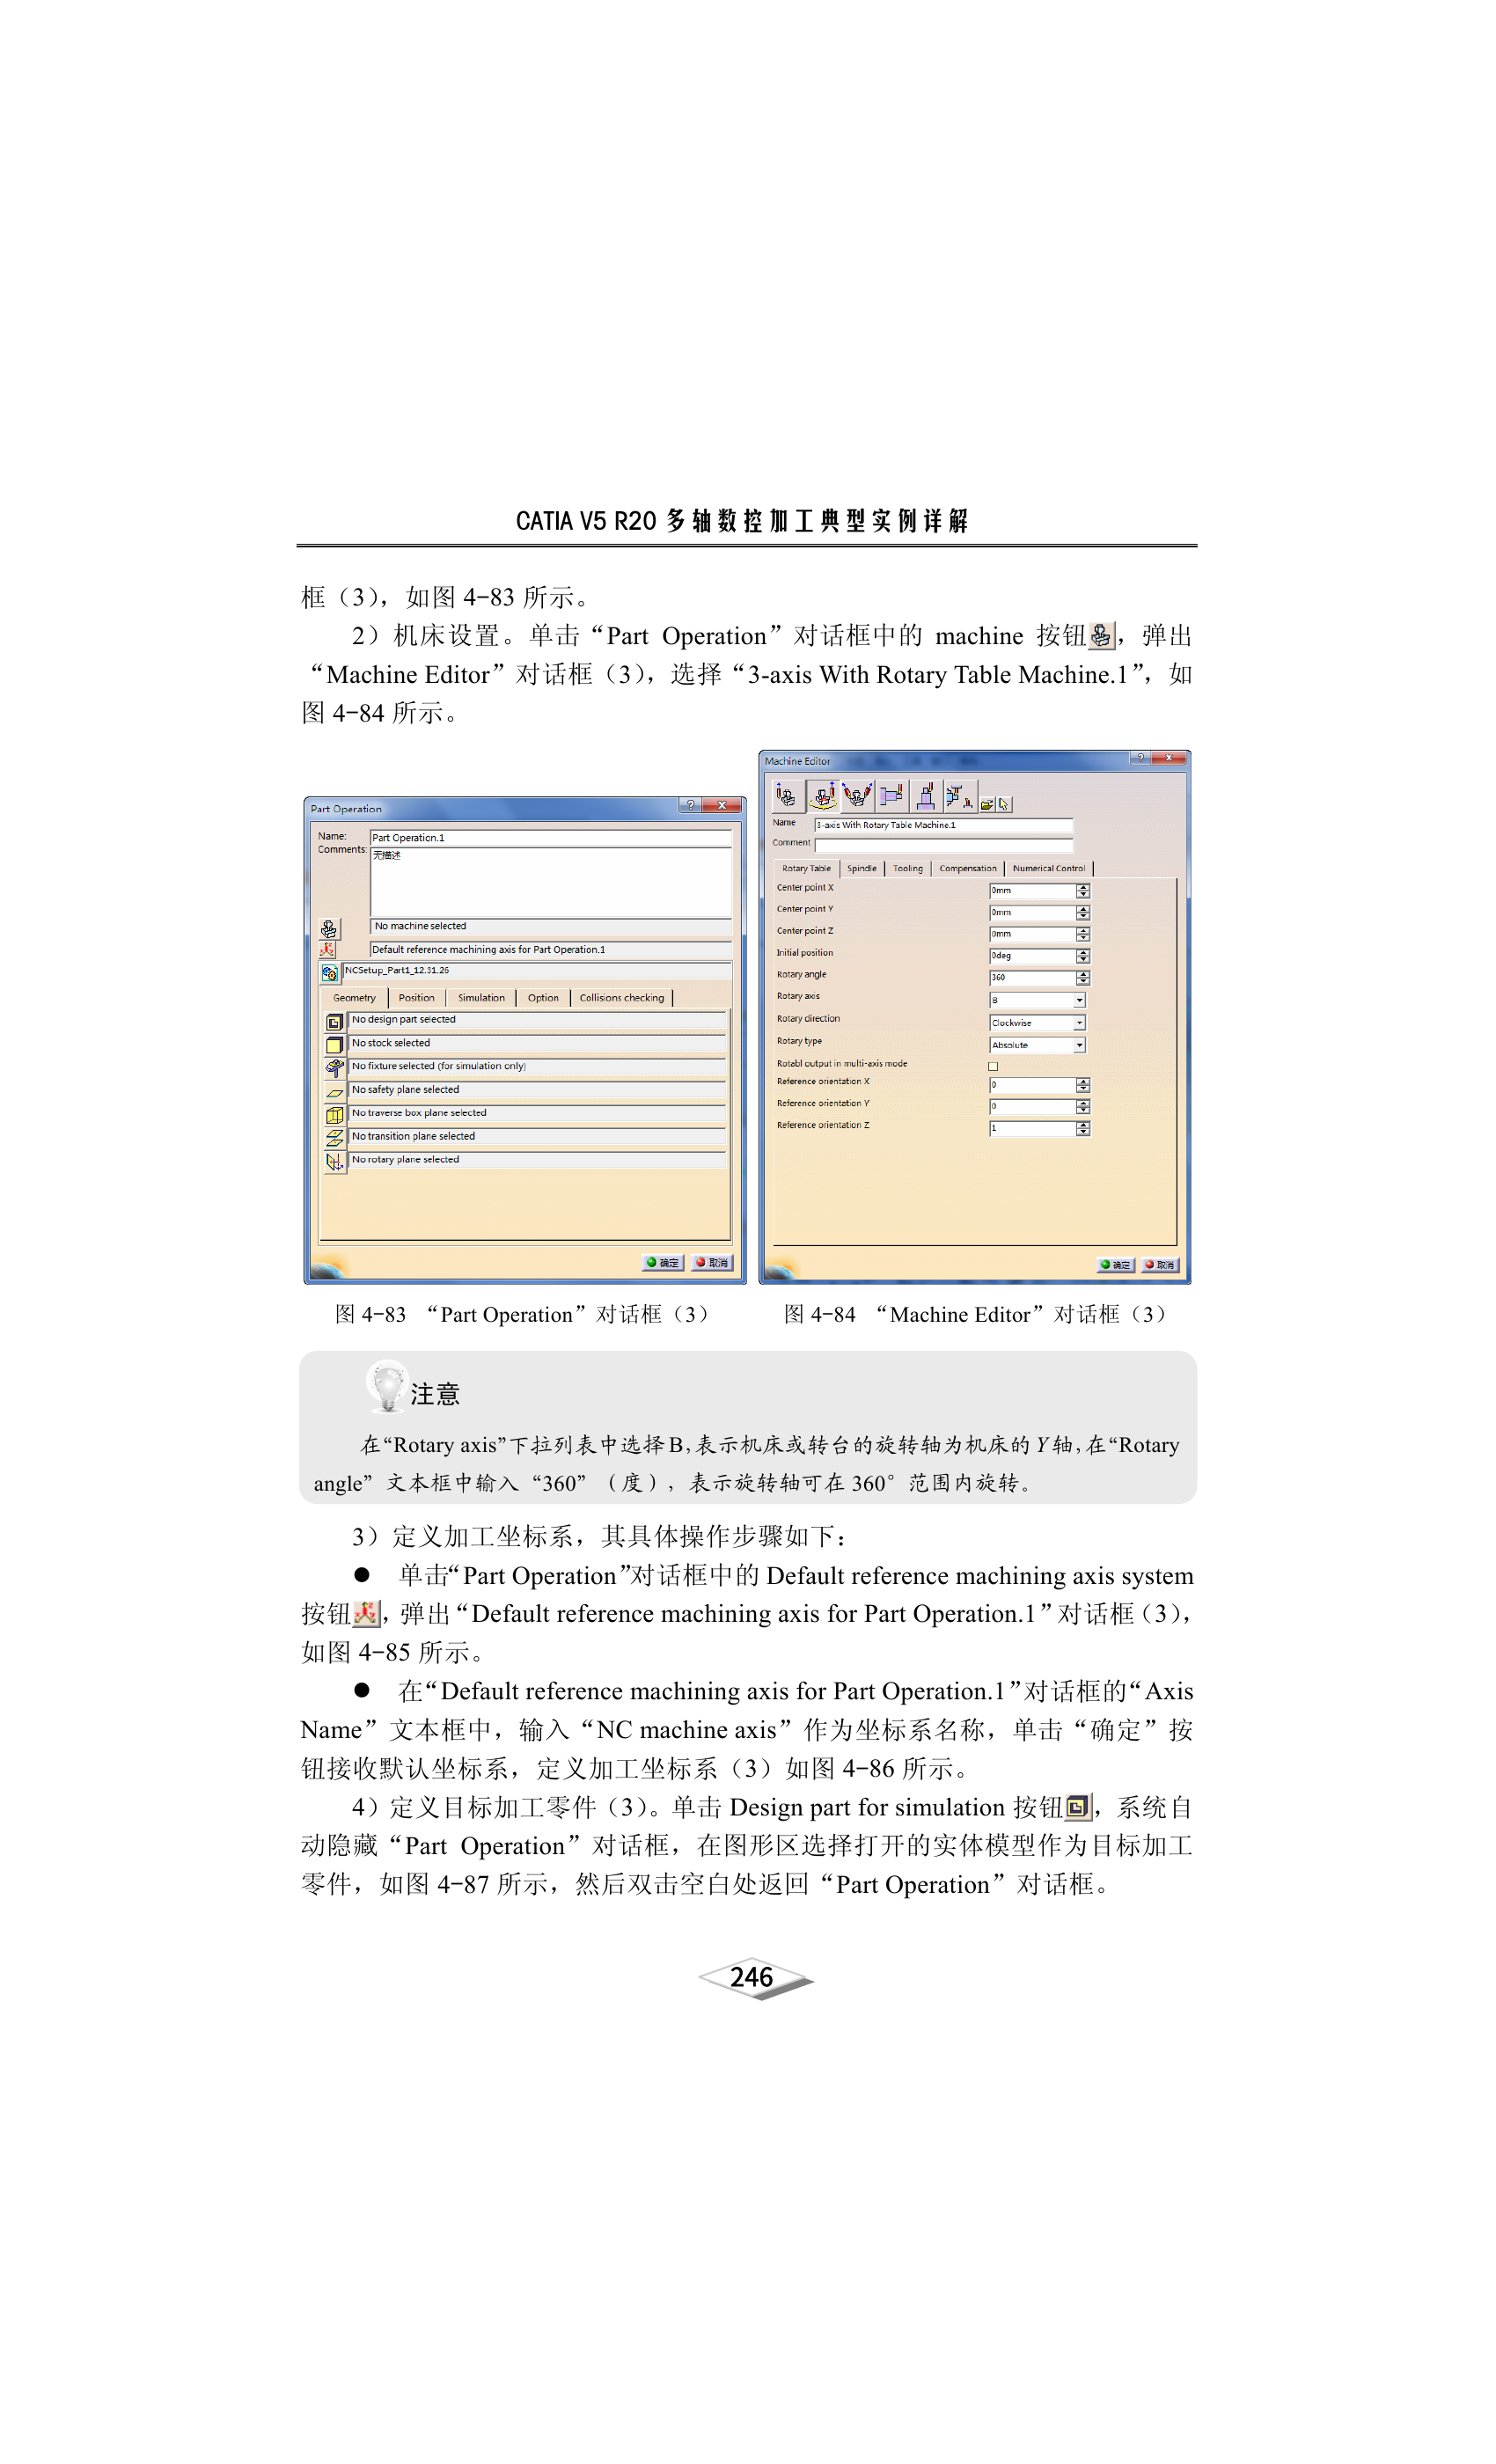 CATIA V5 R20 多轴数控加工典型实例详解
框（3），如图 4-83 所示。
2）机床设置。单击“Part Operation”对话框中的 machine 按钮，弹出
“Machine Editor”对话框（3），选择“3-axis With Rotary Table Machine.1”，如
图 4-84 所示。
Part Operation
Name:
Part Operation.1
Comments:
无描述
No machine selected
Default reference machining axis for Part Operation.1
NCSetup_Part1_12.31.26
Geometry Position Simulation Option Collisions checking
No design part selected
No stock selected
No fixture selected (for simulation only)
No safety plane selected
No traverse box plane selected
No transition plane selected
No rotary plane selected
确定 取消
Machine Editor
Name 3-axis With Rotary Table Machine.1
Comment
Rotary Table Spindle Tooling Compensation Numerical Control
Center point X 0mm
Center point Y 0mm
Center point Z 0mm
Initial position 0deg
Rotary angle 360
Rotary axis B
Rotary direction Clockwise
Rotary type Absolute
Rotabl output in multi-axis mode
Reference orientation X 0
Reference orientation Y 0
Reference orientation Z 1
确定 取消
图 4-83 “Part Operation”对话框（3）
图 4-84 “Machine Editor”对话框（3）
注意
在“Rotary axis”下拉列表中选择 B，表示机床或转台的旋转轴为机床的 Y 轴，在“Rotary
angle”文本框中输入“360”（度），表示旋转轴可在 360°范围内旋转。
3）定义加工坐标系，其具体操作步骤如下：
● 单击“Part Operation”对话框中的 Default reference machining axis system
按钮，弹出“Default reference machining axis for Part Operation.1”对话框（3），
如图 4-85 所示。
● 在“Default reference machining axis for Part Operation.1”对话框的“Axis
Name”文本框中，输入“NC machine axis”作为坐标系名称，单击“确定”按
钮接收默认坐标系，定义加工坐标系（3）如图 4-86 所示。
4）定义目标加工零件（3）。单击 Design part for simulation 按钮，系统自
动隐藏“Part Operation”对话框，在图形区选择打开的实体模型作为目标加工
零件，如图 4-87 所示，然后双击空白处返回“Part Operation”对话框。
246